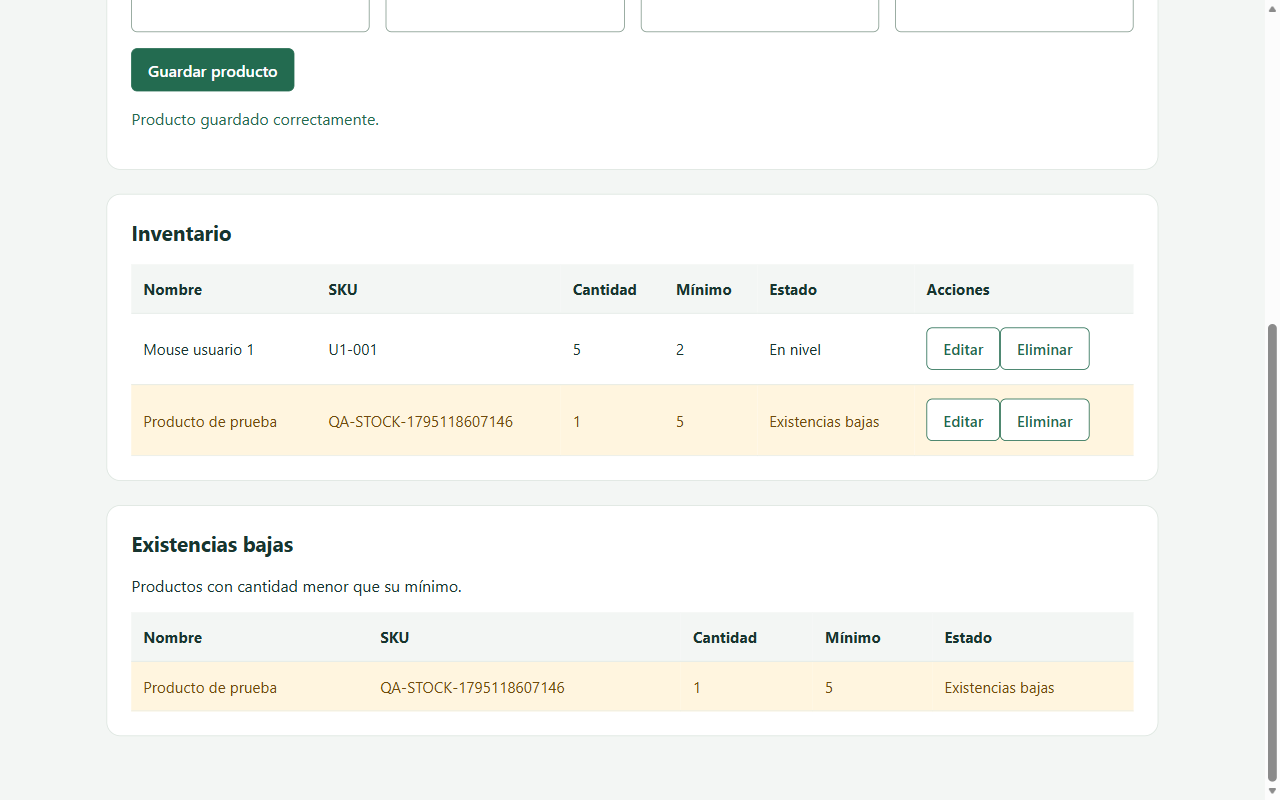 Guardar producto
Producto guardado correctamente.
Inventario
Nombre SKU Cantidad Mínimo Estado Acciones
Mouse usuario 1 U1-001 5 2 En nivel Editar Eliminar
Producto de prueba QA-STOCK-1795118607146 1 5 Existencias bajas Editar Eliminar
Existencias bajas
Productos con cantidad menor que su mínimo.
Nombre SKU Cantidad Mínimo Estado
Producto de prueba QA-STOCK-1795118607146 1 5 Existencias bajas